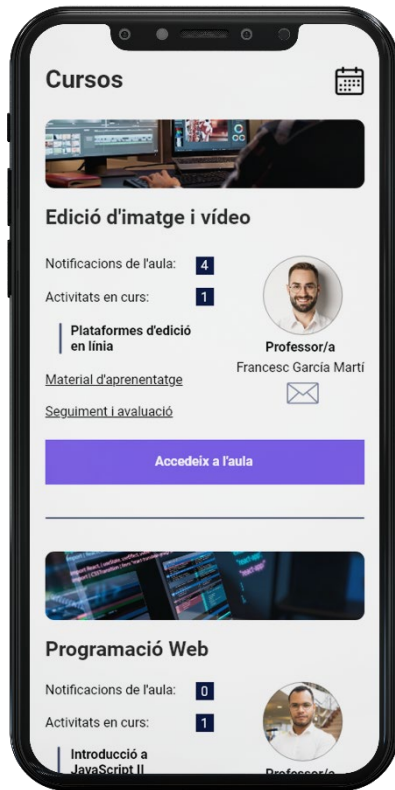 Cursos
Edició d'imatge i vídeo
Notificacions de l'aula: 4
Activitats en curs: 1
Plataformes d'edició
en línia
Professor/a
Francesc García Martí
Material d'aprenentatge
Seguiment i avaluació
Accedeix a l'aula
Programació Web
Notificacions de l'aula: 0
Activitats en curs: 1
Introducció a
JavaScript II
Professor/a